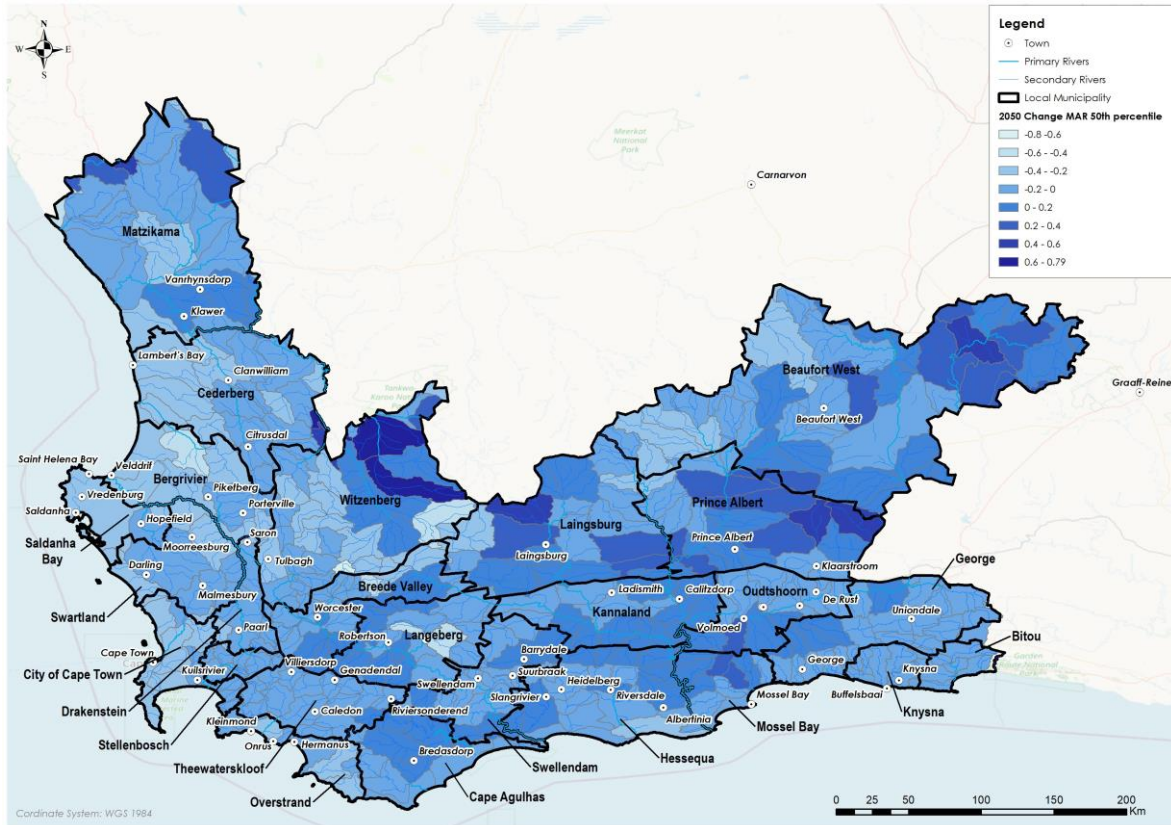 N
W E
S
Legend
Town
Primary Rivers
Secondary Rivers
Local Municipality
2050 Change MAR 50th percentile
-0.8 -0.6
-0.6 - -0.4
-0.4 - -0.2
-0.2 - 0
0 - 0.2
0.2 - 0.4
0.4 - 0.6
0.6 - 0.79
Meerkat
National
Park
Carnarvon
Matzikama
Vanrhynsdorp
Klawer
Lambert's Bay
Clanwilliam
Cederberg
Tankwa
Karoo
Beaufort West
Beaufort West
Graaff-Reine
Citrusdal
Saint Helena Bay
Velddrif
Bergrivier
Vredenburg
Piketberg
Porterville
Witzenberg
Prince Albert
Saldanha
Hopefield
Saldanha
Bay
Moorreesburg
Saron
Laingsburg
Laingsburg
Prince Albert
Tulbagh
Darling
Klaarstroom
George
Malmesbury
Breede Valley
Ladismith
Calitzdorp
Oudtshoorn
De Rust
Swartland
Worcester
Kannaland
Uniondale
Paarl
Robertson
Langeberg
Volmoed
Bitou
Cape Town
Barrydale
City of Cape Town
Kuilsrivier
Villiersdorp
Genadendal
Swellendam
Suurbraak
Heidelberg
George
Knysna
Garden
Route National
Park
Drakenstein
Slangrivier
Riversdale
Mossel Bay
Buffelsbaai
Kleinmond
Caledon
Riviersonderend
Albertinia
Knysna
Stellenbosch
Onrus
Hermanus
Mossel Bay
Theewaterskloof
Bredasdorp
Hessequa
Swellendam
Overstrand
Cape Agulhas
Cordinate System: WGS 1984
0 25 50 100 150 200
Km